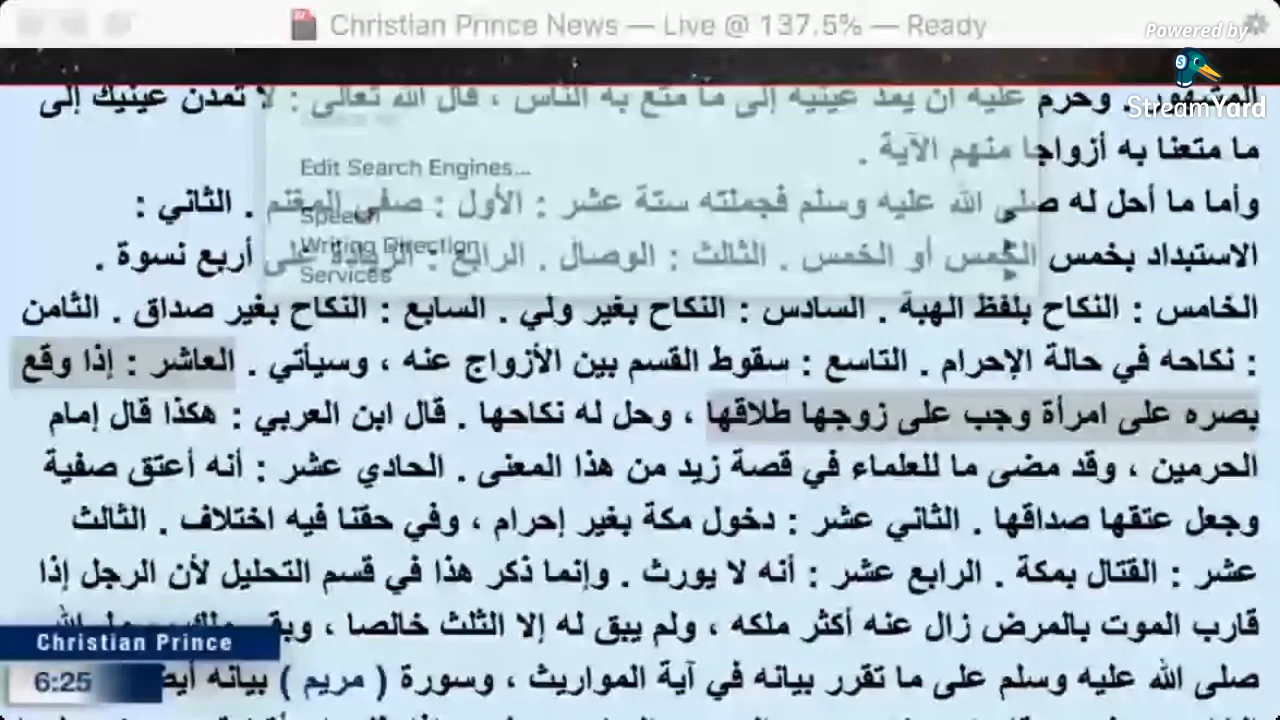 Christian Prince News — Live @ 137.5% — Ready
Powered by
StreamYard
المشهور . وحرم عليه أن يمد عينيه إلى ما متع به الناس ، قال الله تعالى : لا تمدن عينيك إلى
ما متعنا به أزواجا منهم الآية .
Edit Search Engines...
وأما ما أحل له صلى الله عليه وسلم فجملته ستة عشر : الأول : صفي المغنم . الثاني :
Speech
Writing Direction
الاستبداد بخمس الخمس أو الخمس . الثالث : الوصال . الرابع : الزيادة على أربع نسوة .
Services
الخامس : النكاح بلفظ الهبة . السادس : النكاح بغير ولي . السابع : النكاح بغير صداق . الثامن
: نكاحه في حالة الإحرام . التاسع : سقوط القسم بين الأزواج عنه ، وسيأتي . العاشر : إذا وقع
بصره على امرأة وجب على زوجها طلاقها ، وحل له نكاحها . قال ابن العربي : هكذا قال إمام
الحرمين ، وقد مضى ما للعلماء في قصة زيد من هذا المعنى . الحادي عشر : أنه أعتق صفية
وجعل عتقها صداقها . الثاني عشر : دخول مكة بغير إحرام ، وفي حقنا فيه اختلاف . الثالث
عشر : القتال بمكة . الرابع عشر : أنه لا يورث . وإنما ذكر هذا في قسم التحليل لأن الرجل إذا
قارب الموت بالمرض زال عنه أكثر ملكه ، ولم يبق له إلا الثلث خالصا ، الله
صلى الله عليه وسلم على ما تقرر بيانه في آية المواريث ، وسورة ( مريم ) بيانه
Christian Prince
6:25